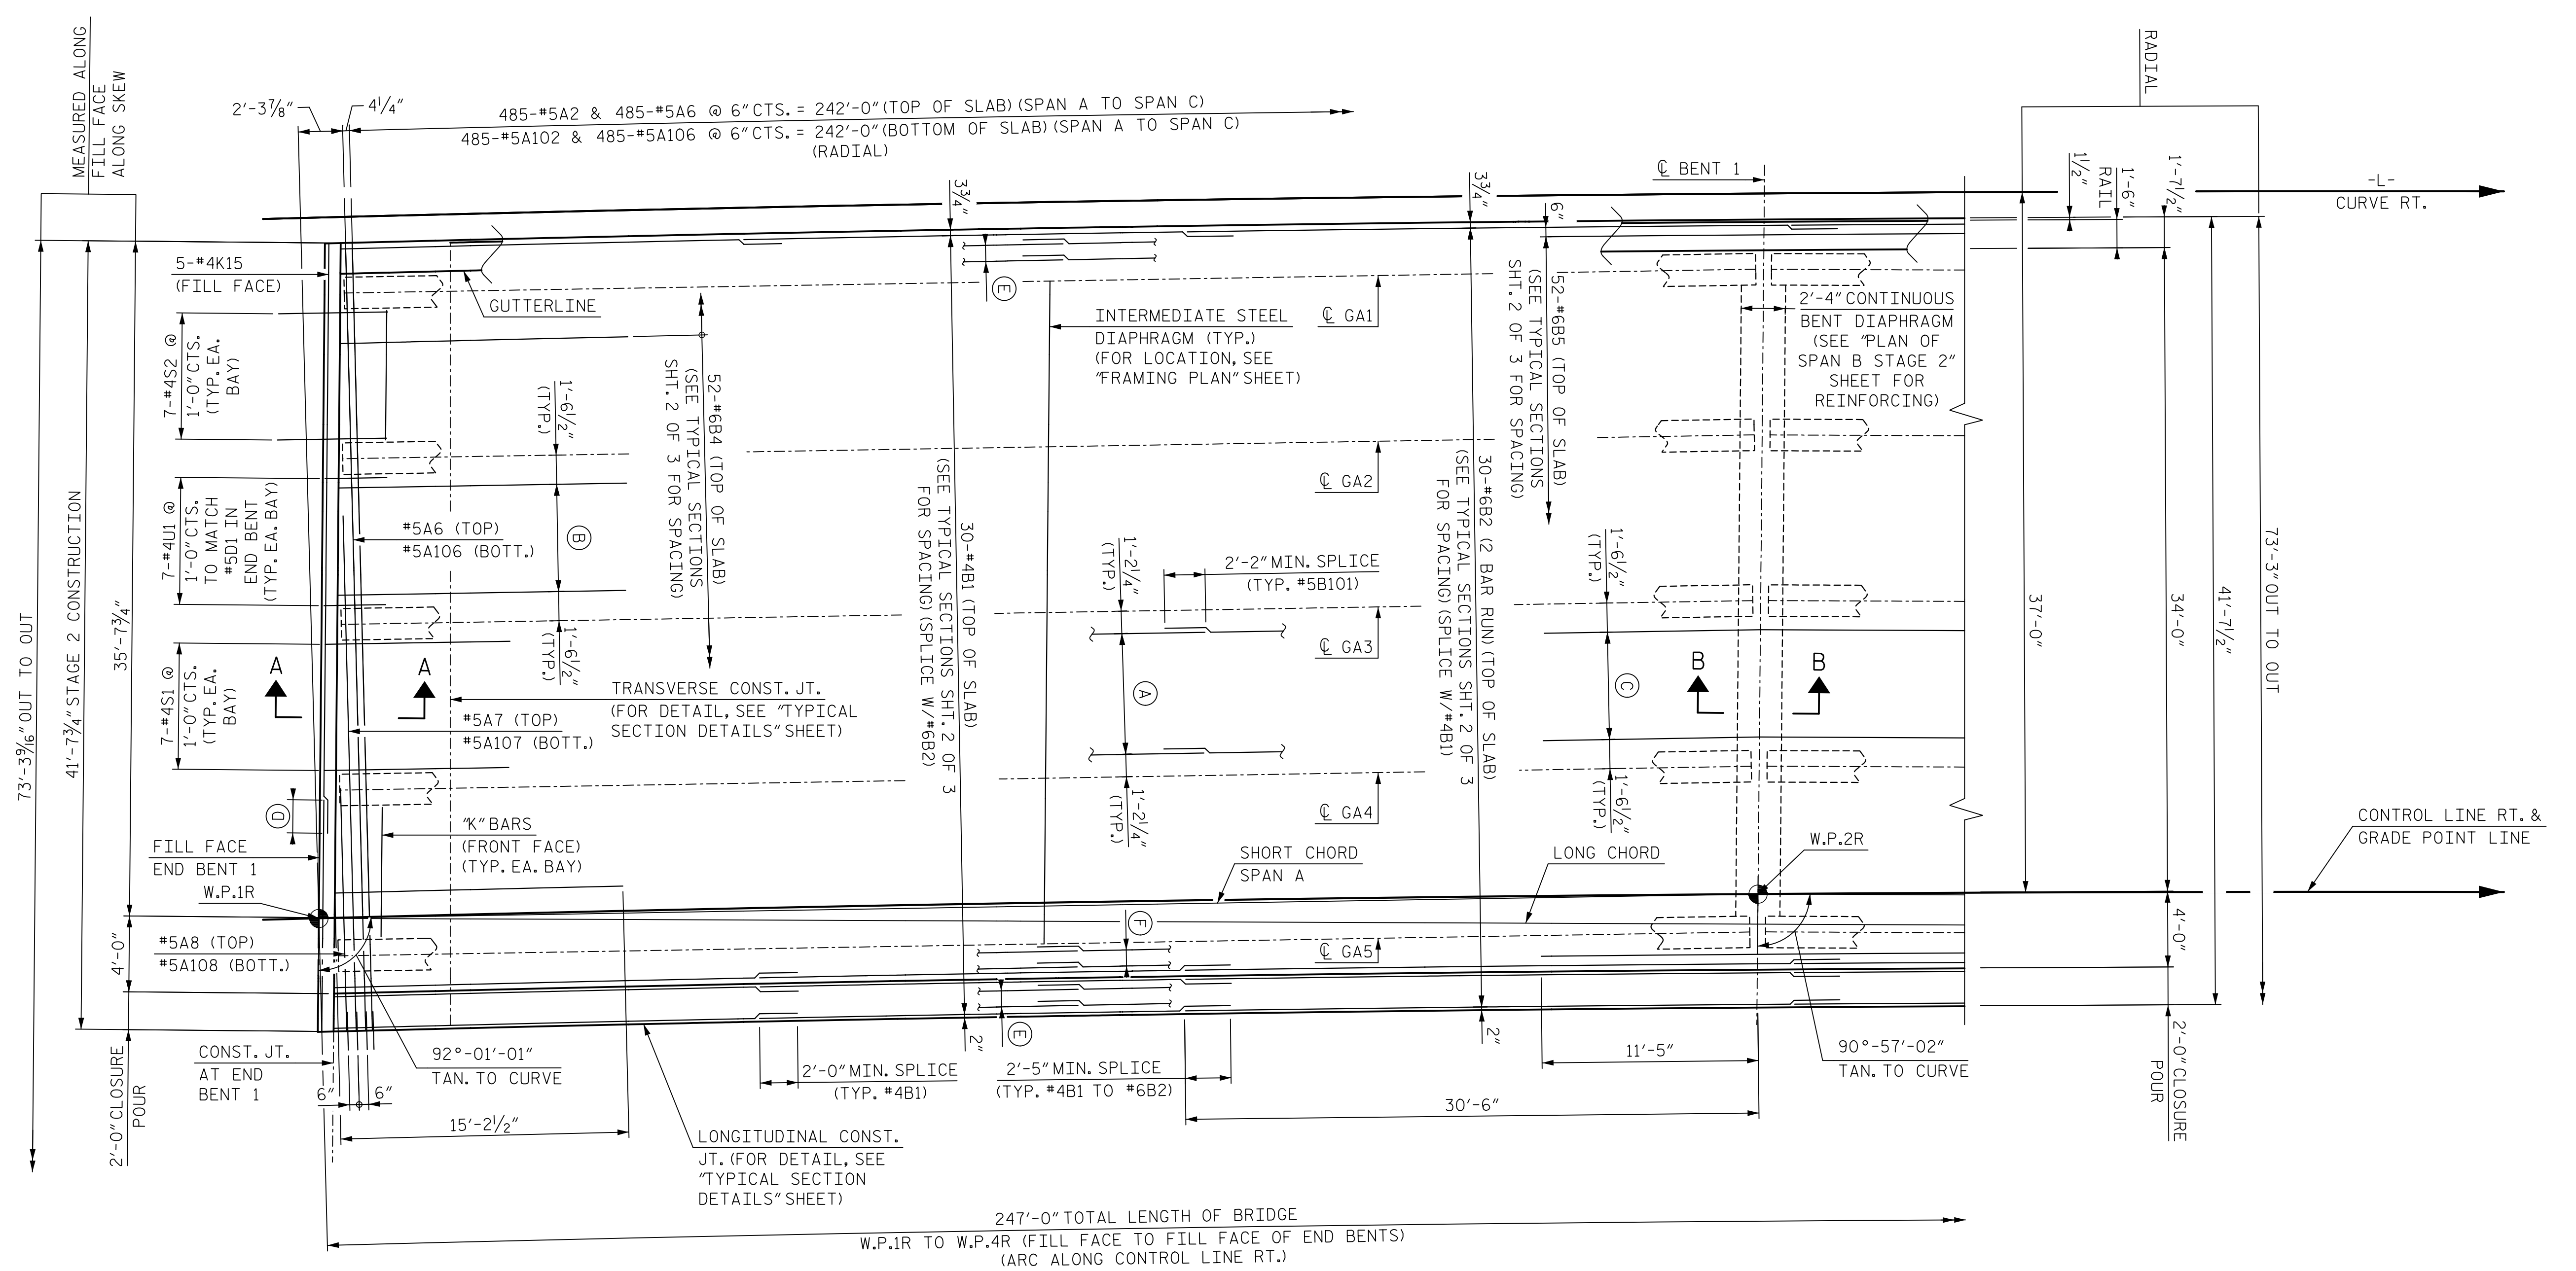 MEASURED ALONG
FILL FACE
ALONG SKEW
2'-3⅞"
4¼"
485-#5A2 & 485-#5A6 @ 6" CTS. = 242'-0" (TOP OF SLAB) (SPAN A TO SPAN C)
485-#5A102 & 485-#5A106 @ 6" CTS. = 242'-0" (BOTTOM OF SLAB) (SPAN A TO SPAN C)
(RADIAL)
RADIAL
℄ BENT 1
1½"
1'-6"
RAIL
1'-7½"
-L-
CURVE RT.
3¾"
3¾"
6"
5-#4K15
(FILL FACE)
GUTTERLINE
E
INTERMEDIATE STEEL
DIAPHRAGM (TYP.)
(FOR LOCATION, SEE
"FRAMING PLAN" SHEET)
℄ GA1
2'-4" CONTINUOUS
BENT DIAPHRAGM
(SEE "PLAN OF
SPAN B STAGE 2"
SHEET FOR
REINFORCING)
7-#4S2 @
1'-0" CTS.
(TYP. EA.
BAY)
1'-6½"
(TYP.)
52-#6B4 (TOP OF SLAB)
(SEE TYPICAL SECTIONS
SHT. 2 OF 3 FOR SPACING)
52-#6B5 (TOP OF SLAB)
(SEE TYPICAL SECTIONS
SHT. 2 OF 3 FOR SPACING)
℄ GA2
7-#4U1 @
1'-0" CTS.
TO MATCH
#5D1 IN
END BENT
(TYP. EA. BAY)
#5A6 (TOP)
#5A106 (BOTT.)
B
30-#4B1 (TOP OF SLAB)
(SEE TYPICAL SECTIONS SHT. 2 OF 3
FOR SPACING) (SPLICE W/#6B2)
1'-2¼"
(TYP.)
2'-2" MIN. SPLICE
(TYP. #5B101)
30-#6B2 (2 BAR RUN) (TOP OF SLAB)
(SEE TYPICAL SECTIONS SHT. 2 OF 3
FOR SPACING) (SPLICE W/#4B1)
1'-6½"
(TYP.)
37'-0"
34'-0"
41'-7½"
73'-3" OUT TO OUT
73'-3 9/16" OUT TO OUT
41'-7¾" STAGE 2 CONSTRUCTION
35'-7¾"
7-#4S1 @
1'-0" CTS.
(TYP. EA.
BAY)
A
A
1'-6½"
(TYP.)
TRANSVERSE CONST. JT.
(FOR DETAIL, SEE "TYPICAL
SECTION DETAILS" SHEET)
#5A7 (TOP)
#5A107 (BOTT.)
℄ GA3
A
B
B
C
D
"K" BARS
(FRONT FACE)
(TYP. EA. BAY)
1'-2¼"
(TYP.)
℄ GA4
1'-6½"
(TYP.)
CONTROL LINE RT. &
GRADE POINT LINE
FILL FACE
END BENT 1
W.P.1R
SHORT CHORD
SPAN A
LONG CHORD
W.P.2R
#5A8 (TOP)
#5A108 (BOTT.)
4'-0"
F
℄ GA5
4'-0"
2'-0" CLOSURE
POUR
CONST. JT.
AT END
BENT 1
6"
6"
92°-01'-01"
TAN. TO CURVE
2'-0" MIN. SPLICE
(TYP. #4B1)
2"
E
2'-5" MIN. SPLICE
(TYP. #4B1 TO #6B2)
2"
11'-5"
90°-57'-02"
TAN. TO CURVE
2'-0" CLOSURE
POUR
15'-2½"
30'-6"
LONGITUDINAL CONST.
JT. (FOR DETAIL, SEE
"TYPICAL SECTION
DETAILS" SHEET)
247'-0" TOTAL LENGTH OF BRIDGE
W.P.1R TO W.P.4R (FILL FACE TO FILL FACE OF END BENTS)
(ARC ALONG CONTROL LINE RT.)